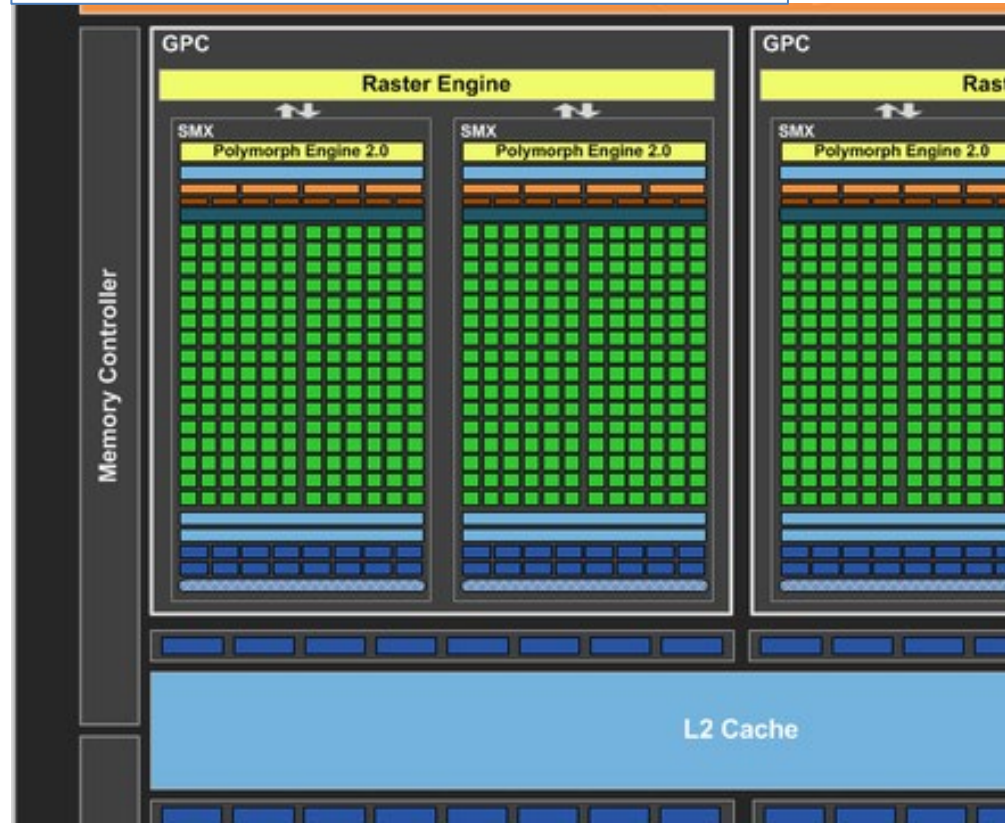 GPC
Raster Engine
SMX
Polymorph Engine 2.0
SMX
Polymorph Engine 2.0
GPC
Rast
SMX
Polymorph Engine 2.0
Memory Controller
L2 Cache